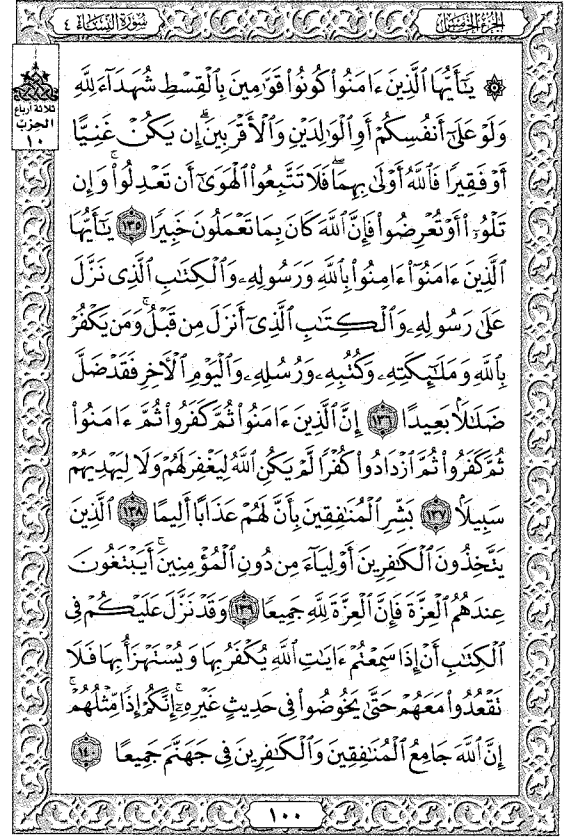 الجزء الخامس
سورة النساء ٤
ثلاثة أرباع
الحزب
١٠
۞ يَٰٓأَيُّهَا ٱلَّذِينَ ءَامَنُوا۟ كُونُوا۟ قَوَّٰمِينَ بِٱلْقِسْطِ شُهَدَآءَ لِلَّهِ
وَلَوْ عَلَىٰٓ أَنفُسِكُمْ أَوِ ٱلْوَٰلِدَيْنِ وَٱلْأَقْرَبِينَ ۚ إِن يَكُنْ غَنِيًّا
أَوْ فَقِيرًا فَٱللَّهُ أَوْلَىٰ بِهِمَا ۖ فَلَا تَتَّبِعُوا۟ ٱلْهَوَىٰٓ أَن تَعْدِلُوا۟ ۚ وَإِن
تَلْوُۥٓا۟ أَوْ تُعْرِضُوا۟ فَإِنَّ ٱللَّهَ كَانَ بِمَا تَعْمَلُونَ خَبِيرًا ١٣٥ يَٰٓأَيُّهَا
ٱلَّذِينَ ءَامَنُوٓا۟ ءَامِنُوا۟ بِٱللَّهِ وَرَسُولِهِۦ وَٱلْكِتَٰبِ ٱلَّذِى نَزَّلَ
عَلَىٰ رَسُولِهِۦ وَٱلْكِتَٰبِ ٱلَّذِىٓ أَنزَلَ مِن قَبْلُ ۚ وَمَن يَكْفُرْ
بِٱللَّهِ وَمَلَٰٓئِكَتِهِۦ وَكُتُبِهِۦ وَرُسُلِهِۦ وَٱلْيَوْمِ ٱلْءَاخِرِ فَقَدْ ضَلَّ
ضَلَٰلًۢا بَعِيدًا ١٣٦ إِنَّ ٱلَّذِينَ ءَامَنُوا۟ ثُمَّ كَفَرُوا۟ ثُمَّ ءَامَنُوا۟
ثُمَّ كَفَرُوا۟ ثُمَّ ٱزْدَادُوا۟ كُفْرًا لَّمْ يَكُنِ ٱللَّهُ لِيَغْفِرَ لَهُمْ وَلَا لِيَهْدِيَهُمْ
سَبِيلًۢا ١٣٧ بَشِّرِ ٱلْمُنَٰفِقِينَ بِأَنَّ لَهُمْ عَذَابًا أَلِيمًا ١٣٨ ٱلَّذِينَ
يَتَّخِذُونَ ٱلْكَٰفِرِينَ أَوْلِيَآءَ مِن دُونِ ٱلْمُؤْمِنِينَ ۚ أَيَبْتَغُونَ
عِندَهُمُ ٱلْعِزَّةَ فَإِنَّ ٱلْعِزَّةَ لِلَّهِ جَمِيعًا ١٣٩ وَقَدْ نَزَّلَ عَلَيْكُمْ فِى
ٱلْكِتَٰبِ أَنْ إِذَا سَمِعْتُمْ ءَايَٰتِ ٱللَّهِ يُكْفَرُ بِهَا وَيُسْتَهْزَأُ بِهَا فَلَا
تَقْعُدُوا۟ مَعَهُمْ حَتَّىٰ يَخُوضُوا۟ فِى حَدِيثٍ غَيْرِهِۦٓ ۚ إِنَّكُمْ إِذًا مِّثْلُهُمْ ۗ
إِنَّ ٱللَّهَ جَامِعُ ٱلْمُنَٰفِقِينَ وَٱلْكَٰفِرِينَ فِى جَهَنَّمَ جَمِيعًا ١٤٠
١٠٠